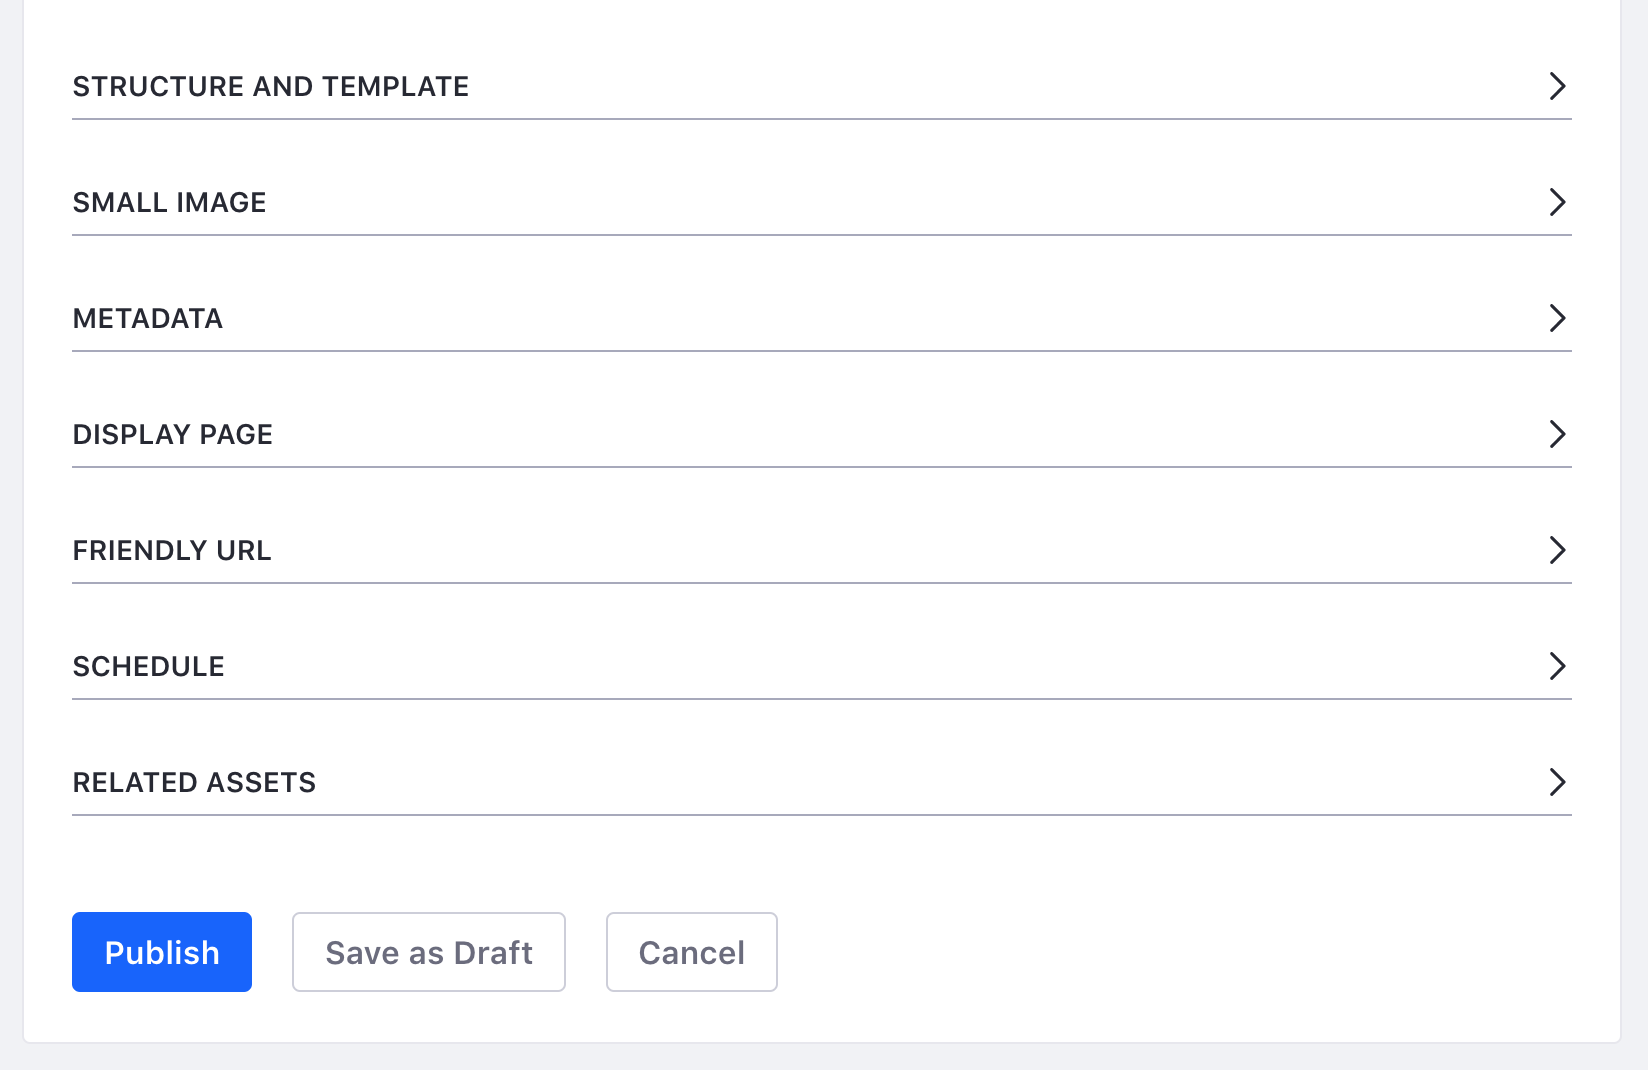 STRUCTURE AND TEMPLATE
SMALL IMAGE
METADATA
DISPLAY PAGE
FRIENDLY URL
SCHEDULE
RELATED ASSETS
Publish Save as Draft Cancel